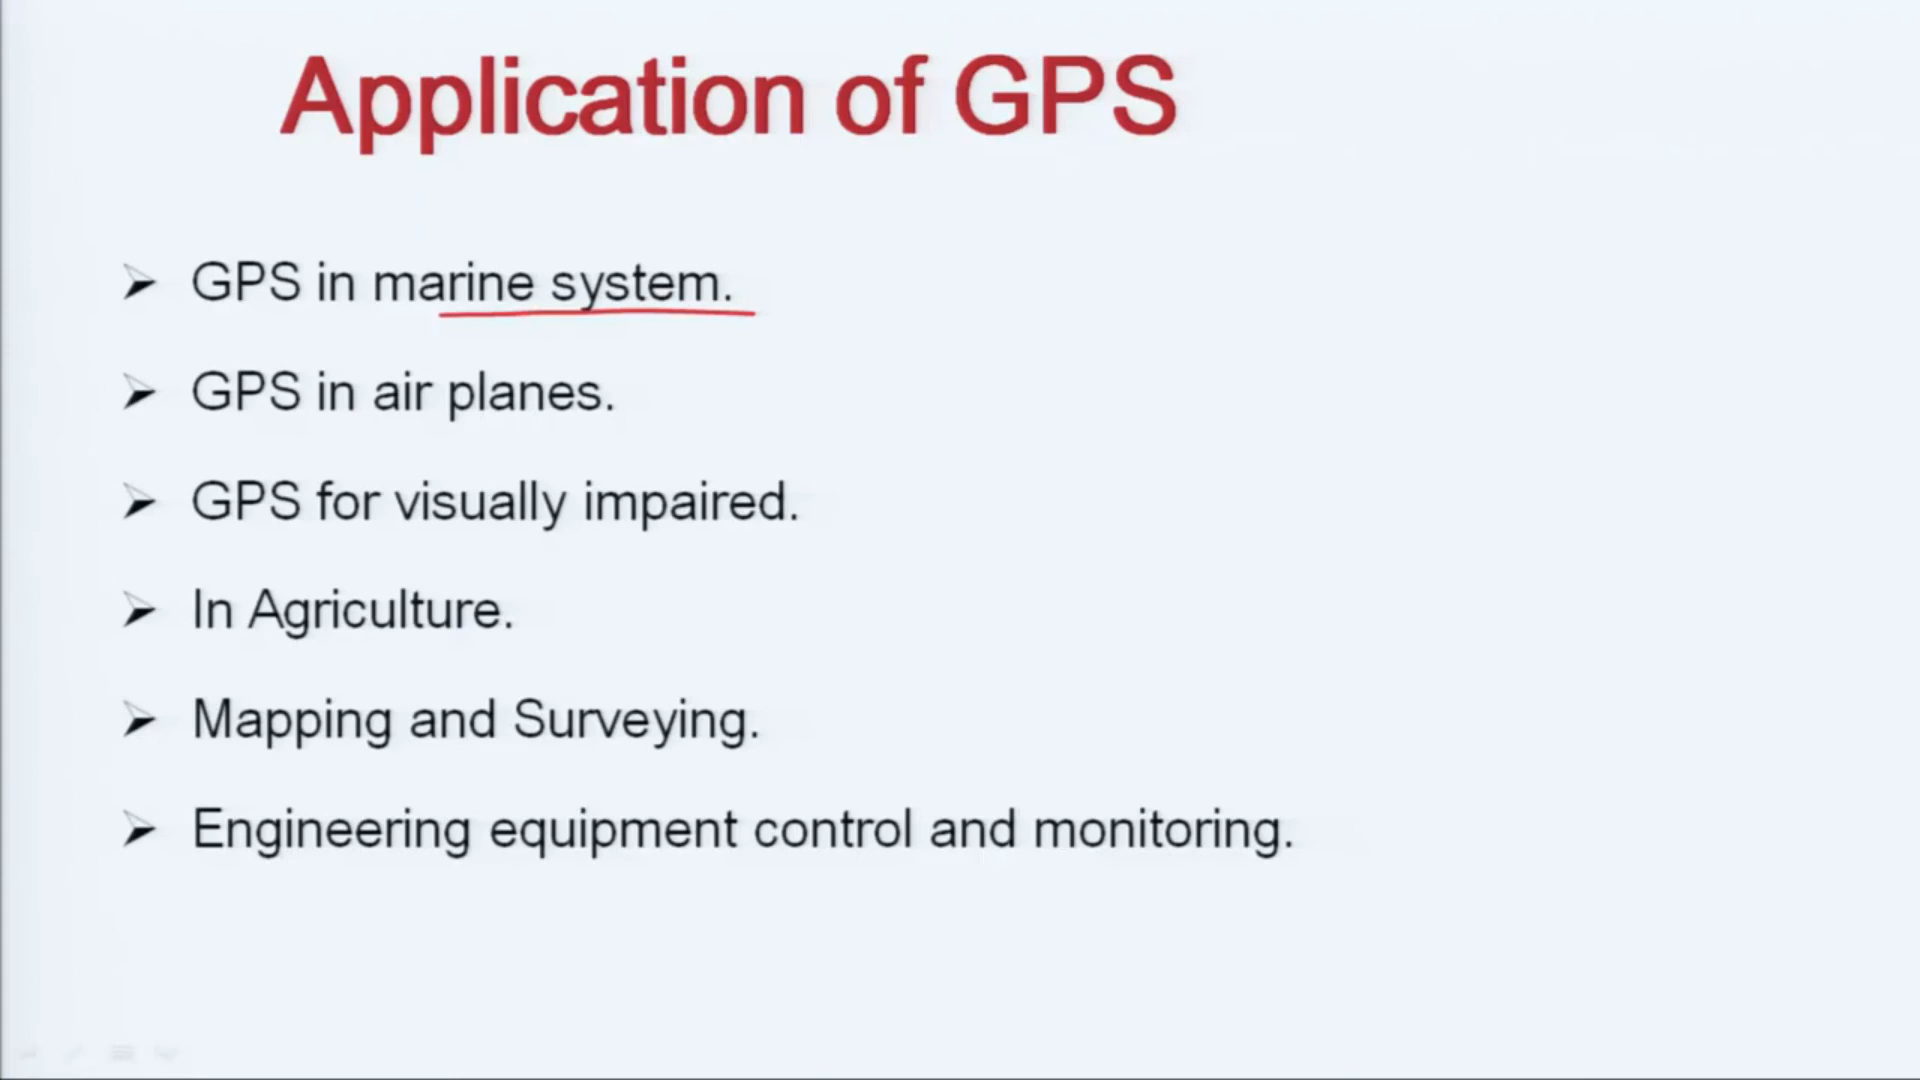 Application of GPS
GPS in marine system.
GPS in air planes.
GPS for visually impaired.
In Agriculture.
Mapping and Surveying.
Engineering equipment control and monitoring.